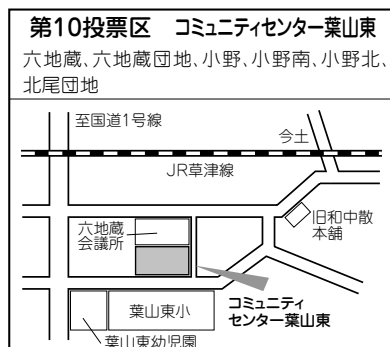 第10投票区 コミュニティセンター葉山東
六地蔵、六地蔵団地、小野、小野南、小野北、
北尾団地
至国道1号線
今土
JR草津線
六地蔵
会議所
旧和中散
本舗
葉山東小
コミュニティ
センター葉山東
葉山東幼児園